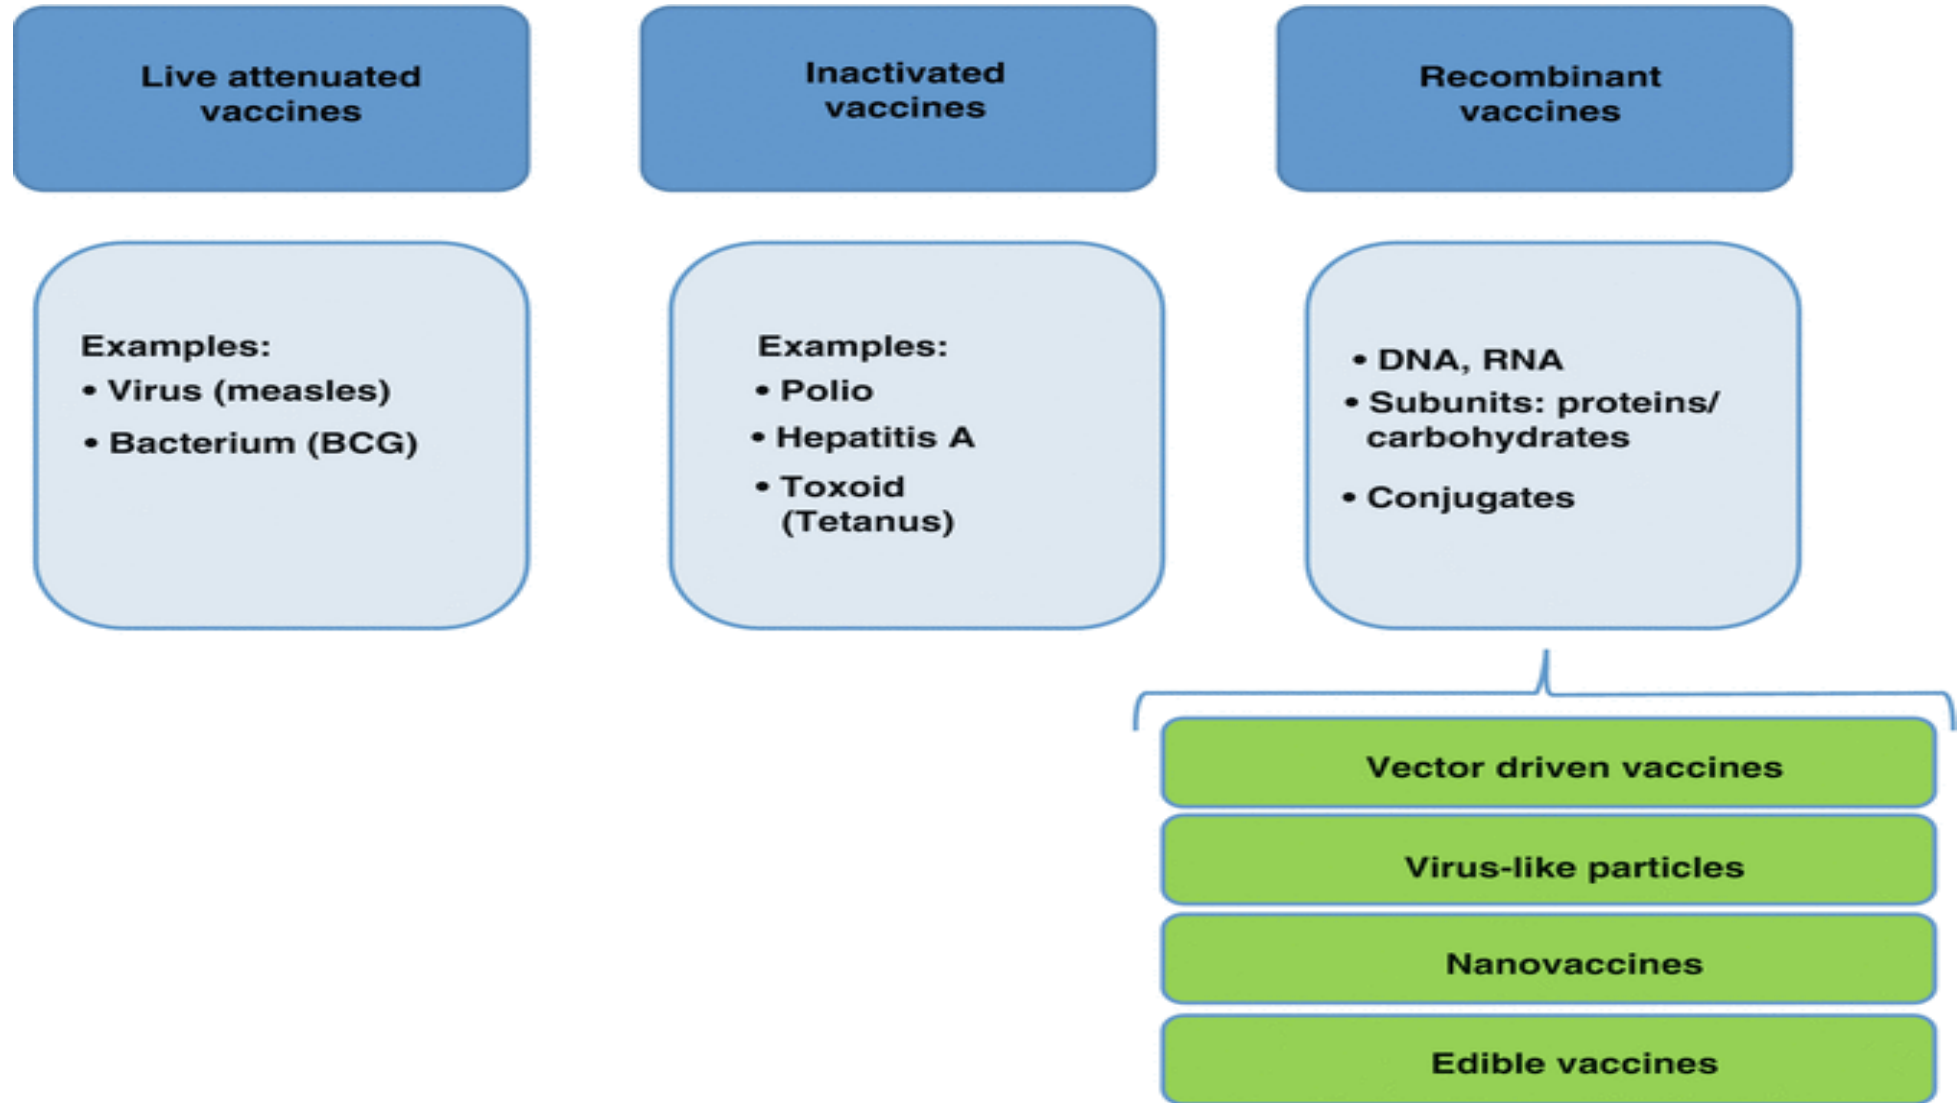 Live attenuated
vaccines
Inactivated
vaccines
Recombinant
vaccines
Examples:
• Virus (measles)
• Bacterium (BCG)
Examples:
• Polio
• Hepatitis A
• Toxoid
(Tetanus)
• DNA, RNA
• Subunits: proteins/
carbohydrates
• Conjugates
Vector driven vaccines
Virus-like particles
Nanovaccines
Edible vaccines